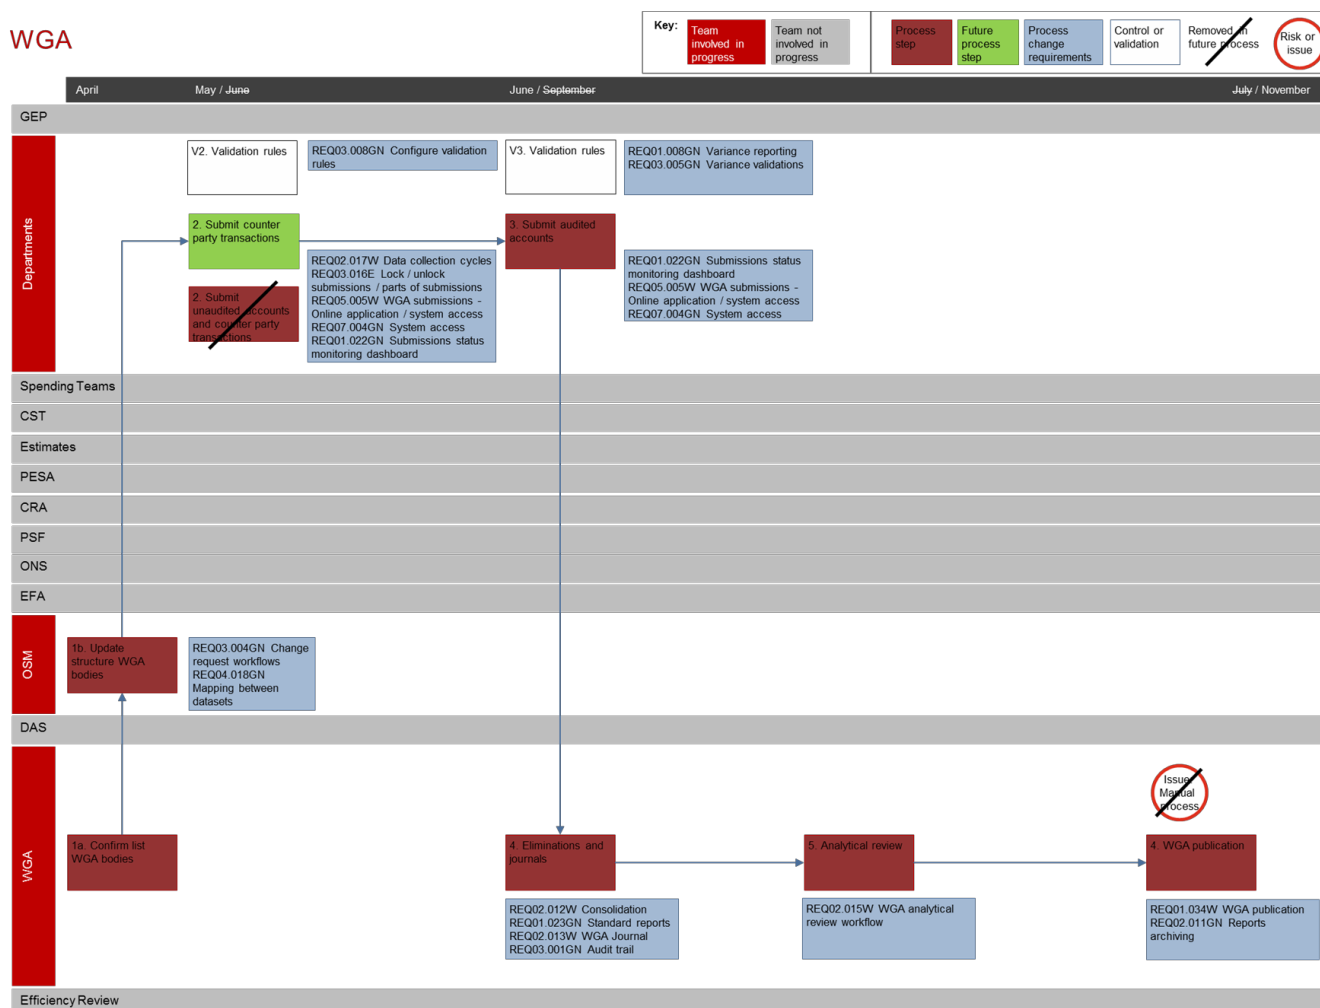 WGA
Key:
Team
involved in
progress
Team not
involved in
progress
Process
step
Future
process
step
Process
change
requirements
Control or
validation
Removed in
future process
Risk or
issue
April
May / June
June / September
July / November
GEP
Departments
V2. Validation rules
REQ03.008GN Configure validation
rules
V3. Validation rules
REQ01.008GN Variance reporting
REQ03.005GN Variance validations
2. Submit counter
party transactions
3. Submit audited
accounts
REQ02.017W Data collection cycles
REQ03.016E Lock / unlock
submissions / parts of submissions
REQ05.005W WGA submissions -
Online application / system access
REQ07.004GN System access
REQ01.022GN Submissions status
monitoring dashboard
REQ01.022GN Submissions status
monitoring dashboard
REQ05.005W WGA submissions -
Online application / system access
REQ07.004GN System access
2. Submit
unaudited accounts
and counter party
transactions
Spending Teams
CST
Estimates
PESA
CRA
PSF
ONS
EFA
OSM
1b. Update
structure WGA
bodies
REQ03.004GN Change
request workflows
REQ04.018GN
Mapping between
datasets
DAS
WGA
Issue
Manual
process
1a. Confirm list
WGA bodies
4. Eliminations and
journals
5. Analytical review
4. WGA publication
REQ02.012W Consolidation
REQ01.023GN Standard reports
REQ02.013W WGA Journal
REQ03.001GN Audit trail
REQ02.015W WGA analytical
review workflow
REQ01.034W WGA publication
REQ02.011GN Reports
archiving
Efficiency Review